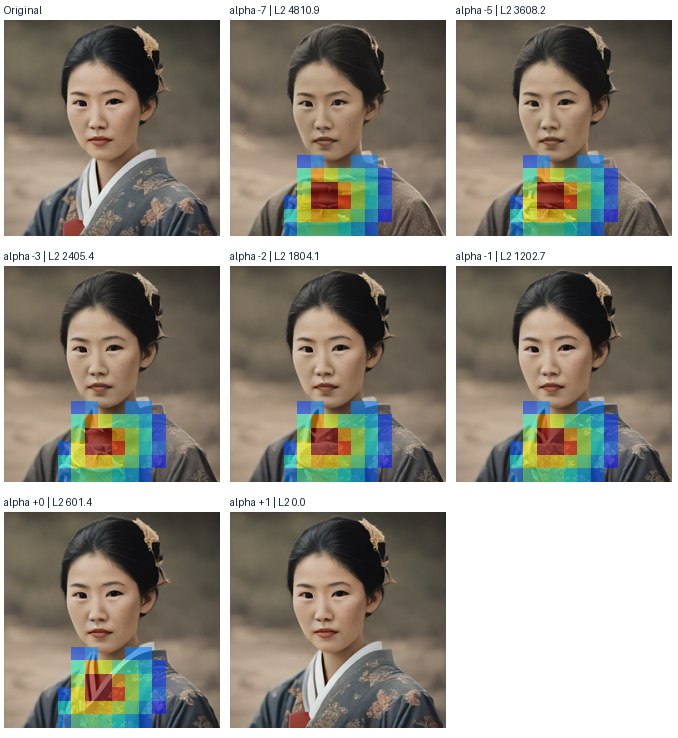 Original
alpha -7 | L2 4810.9
alpha -5 | L2 3608.2
alpha -3 | L2 2405.4
alpha -2 | L2 1804.1
alpha -1 | L2 1202.7
alpha +0 | L2 601.4
alpha +1 | L2 0.0